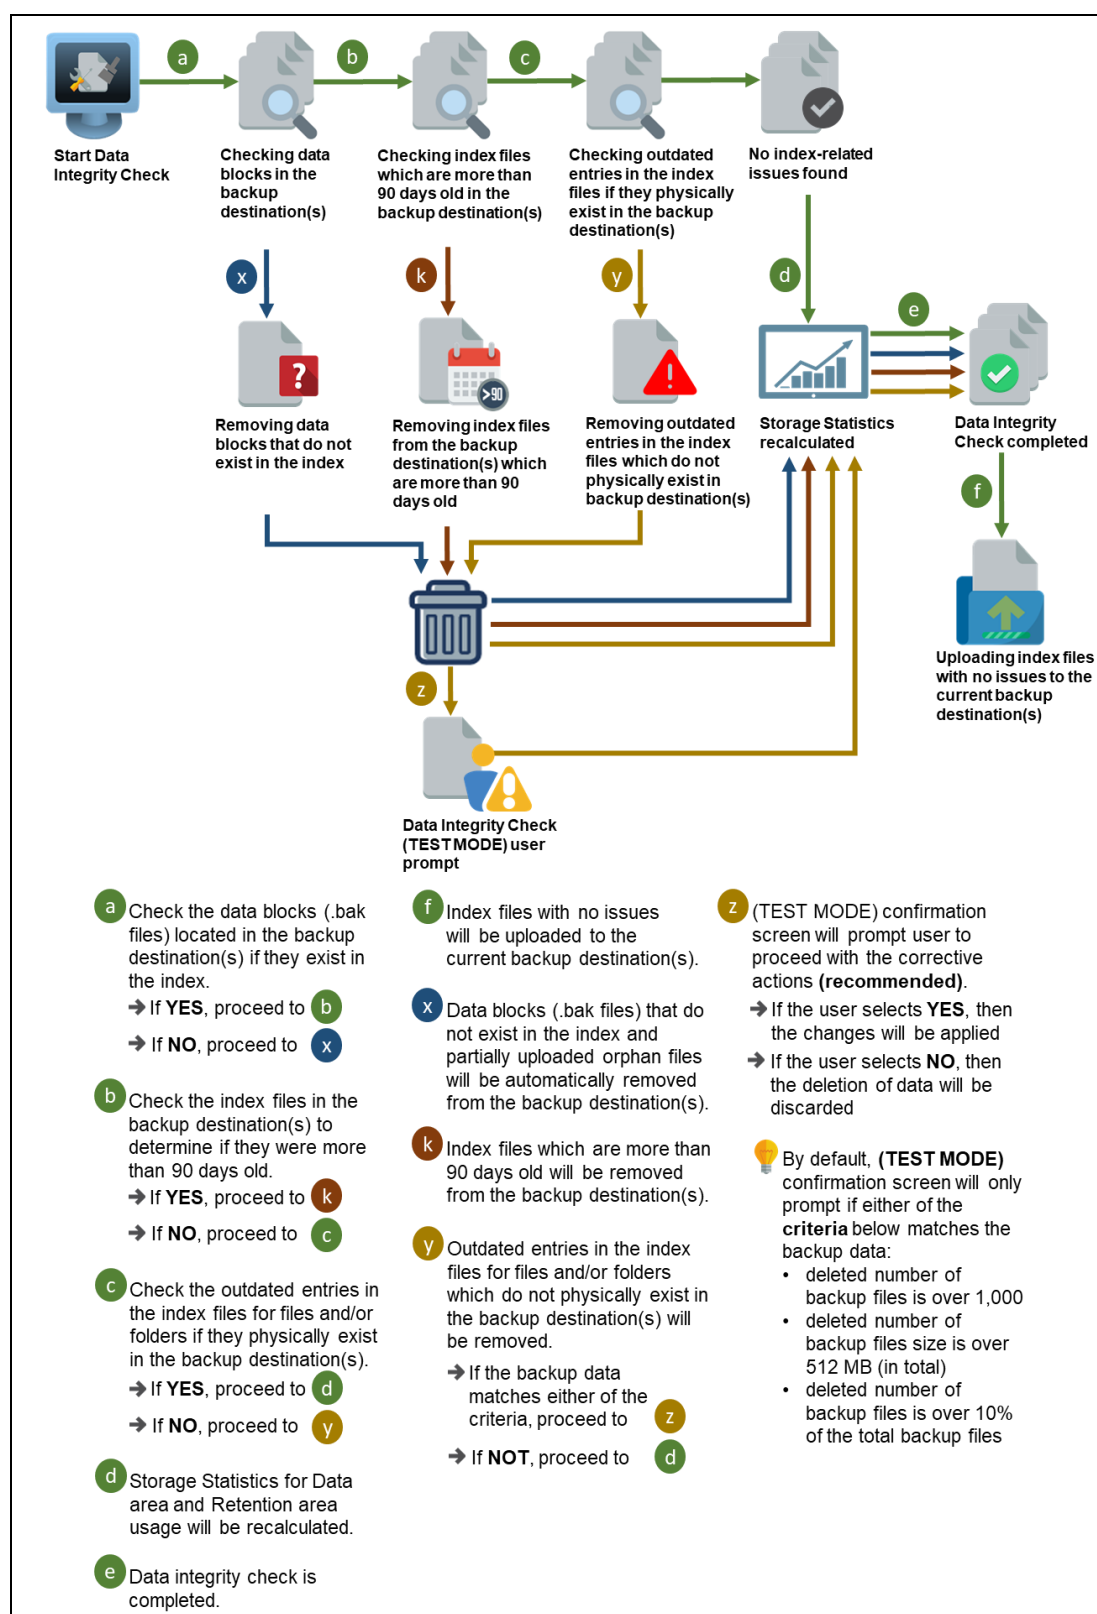 a
b
c
Start Data
Integrity Check
Checking data
blocks in the
backup
destination(s)
Checking index files
which are more than
90 days old in the
backup destination(s)
Checking outdated
entries in the index
files if they physically
exist in the backup
destination(s)
No index-related
issues found
x
k
y
d
e
?
>90
!
Removing data
blocks that do not
exist in the index
Removing index files
from the backup
destination(s) which
are more than 90
days old
Removing outdated
entries in the index
files which do not
physically exist in
backup destination(s)
Storage Statistics
recalculated
Data Integrity
Check completed
f
Uploading index files
with no issues to the
current backup
destination(s)
z
!
Data Integrity Check
(TEST MODE) user
prompt
a Check the data blocks (.bak
files) located in the backup
destination(s) if they exist in
the index.
➔ If YES, proceed to b
➔ If NO, proceed to x
b Check the index files in the
backup destination(s) to
determine if they were more
than 90 days old.
➔ If YES, proceed to k
➔ If NO, proceed to c
c Check the outdated entries in
the index files for files and/or
folders if they physically exist
in the backup destination(s).
➔ If YES, proceed to d
➔ If NO, proceed to y
d Storage Statistics for Data
area and Retention area
usage will be recalculated.
e Data integrity check is
completed.
f Index files with no issues
will be uploaded to the
current backup destination(s).
x Data blocks (.bak files) that do
not exist in the index and
partially uploaded orphan files
will be automatically removed
from the backup destination(s).
k Index files which are more than
90 days old will be removed
from the backup destination(s).
y Outdated entries in the index
files for files and/or folders
which do not physically exist in
the backup destination(s) will
be removed.
➔ If the backup data
matches either of the
criteria, proceed to z
➔ If NOT, proceed to d
z (TEST MODE) confirmation
screen will prompt user to
proceed with the corrective
actions (recommended).
➔ If the user selects YES, then
the changes will be applied
➔ If the user selects NO, then
the deletion of data will be
discarded
By default, (TEST MODE)
confirmation screen will only
prompt if either of the
criteria below matches the
backup data:
• deleted number of
backup files is over 1,000
• deleted number of
backup files size is over
512 MB (in total)
• deleted number of
backup files is over 10%
of the total backup files